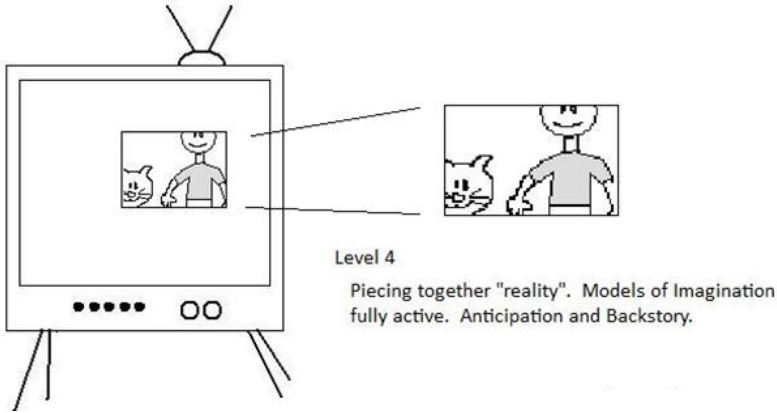 Level 4
Piecing together "reality". Models of Imagination
fully active. Anticipation and Backstory.